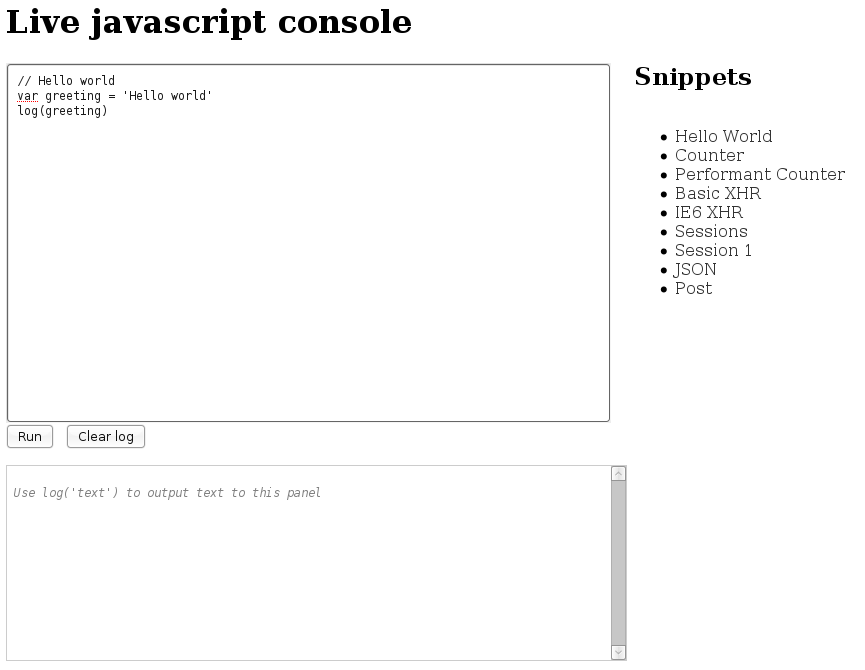 Live javascript console
// Hello world
var greeting = 'Hello world'
log(greeting)
Run
Clear log
Use log('text') to output text to this panel
Snippets
Hello World
Counter
Performant Counter
Basic XHR
IE6 XHR
Sessions
Session 1
JSON
Post